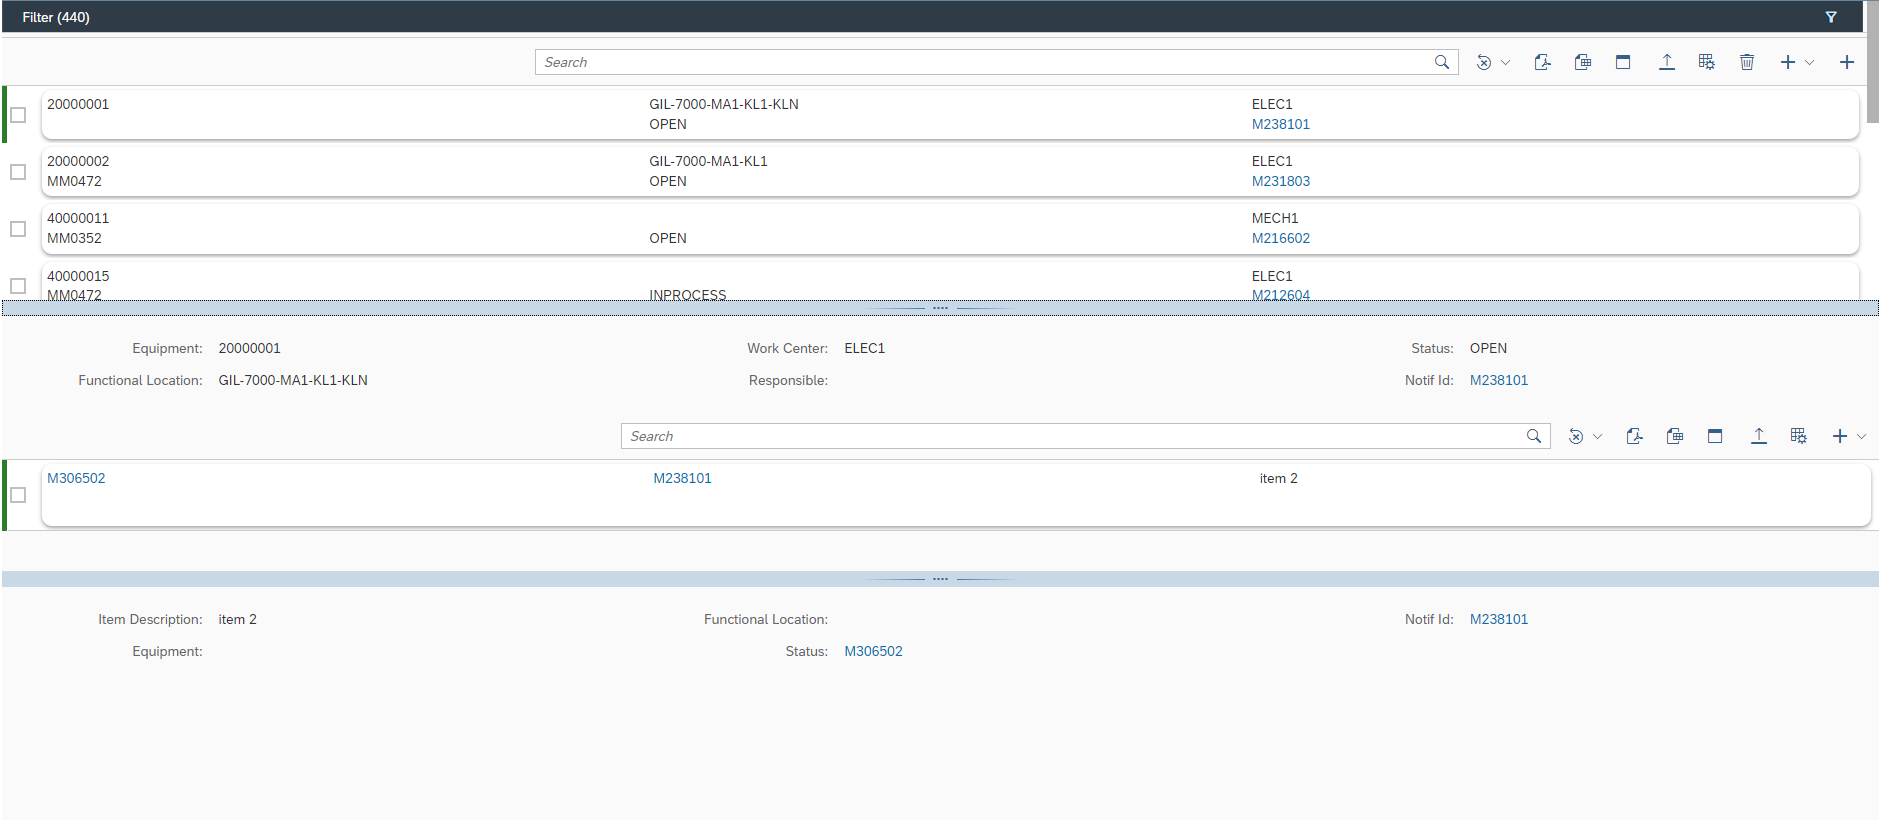 Filter (440)
Search
20000001 GIL-7000-MA1-KL1-KLN ELEC1
OPEN M238101
20000002 GIL-7000-MA1-KL1 ELEC1
MM0472 OPEN M231803
40000011 MECH1
MM0352 OPEN M216602
40000015 ELEC1
MM0472 INPROCESS M212604
Equipment: 20000001 Work Center: ELEC1 Status: OPEN
Functional Location: GIL-7000-MA1-KL1-KLN Responsible: Notif Id: M238101
Search
M306502 M238101 item 2
Item Description: item 2 Functional Location: Notif Id: M238101
Equipment: Status: M306502